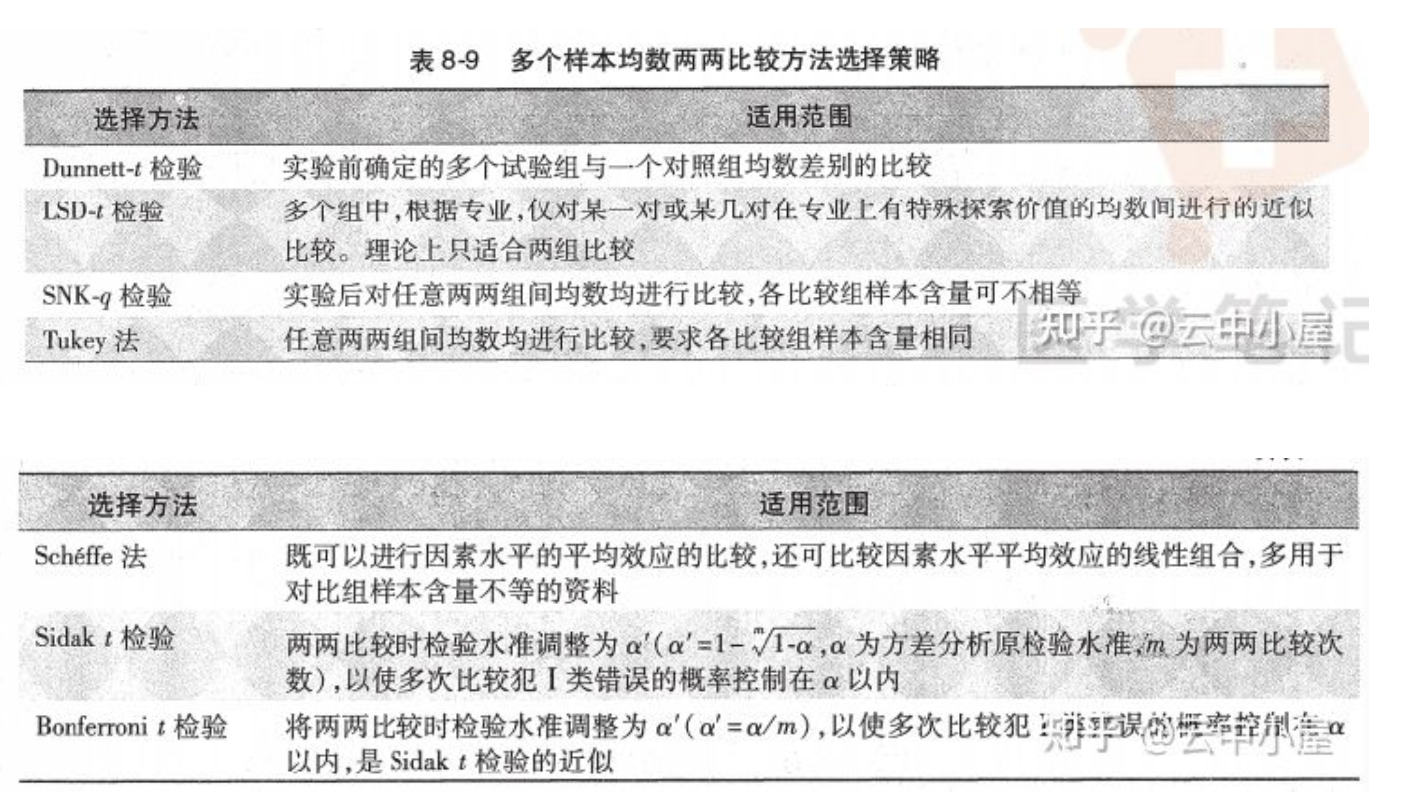 表 8-9 多个样本均数两两比较方法选择策略
选择方法 适用范围
Dunnett-t 检验 实验前确定的多个试验组与一个对照组均数差别的比较
LSD-t 检验 多个组中,根据专业,仅对某一对或某几对在专业上有特殊探索价值的均数间进行的近似
比较。理论上只适合两组比较
SNK-q 检验 实验后对任意两两组间均数均进行比较,各比较组样本含量可不相等
Tukey 法 任意两两组间均数均进行比较,要求各比较组样本含量相同
医学笔记
知乎 @云中小屋
选择方法 适用范围
Schéffe 法 既可以进行因素水平的平均效应的比较,还可比较因素水平平均效应的线性组合,多用于
对比组样本含量不等的资料
Sidak t 检验 两两比较时检验水准调整为 α′(α′=1-ᵐ√1-α,α 为方差分析原检验水准,m 为两两比较次
数),以使多次比较犯 I 类错误的概率控制在 α 以内
Bonferroni t 检验 将两两比较时检验水准调整为 α′(α′=α/m),以使多次比较犯 I 类错误的概率控制在 α
以内,是 Sidak t 检验的近似
知乎 @云中小屋